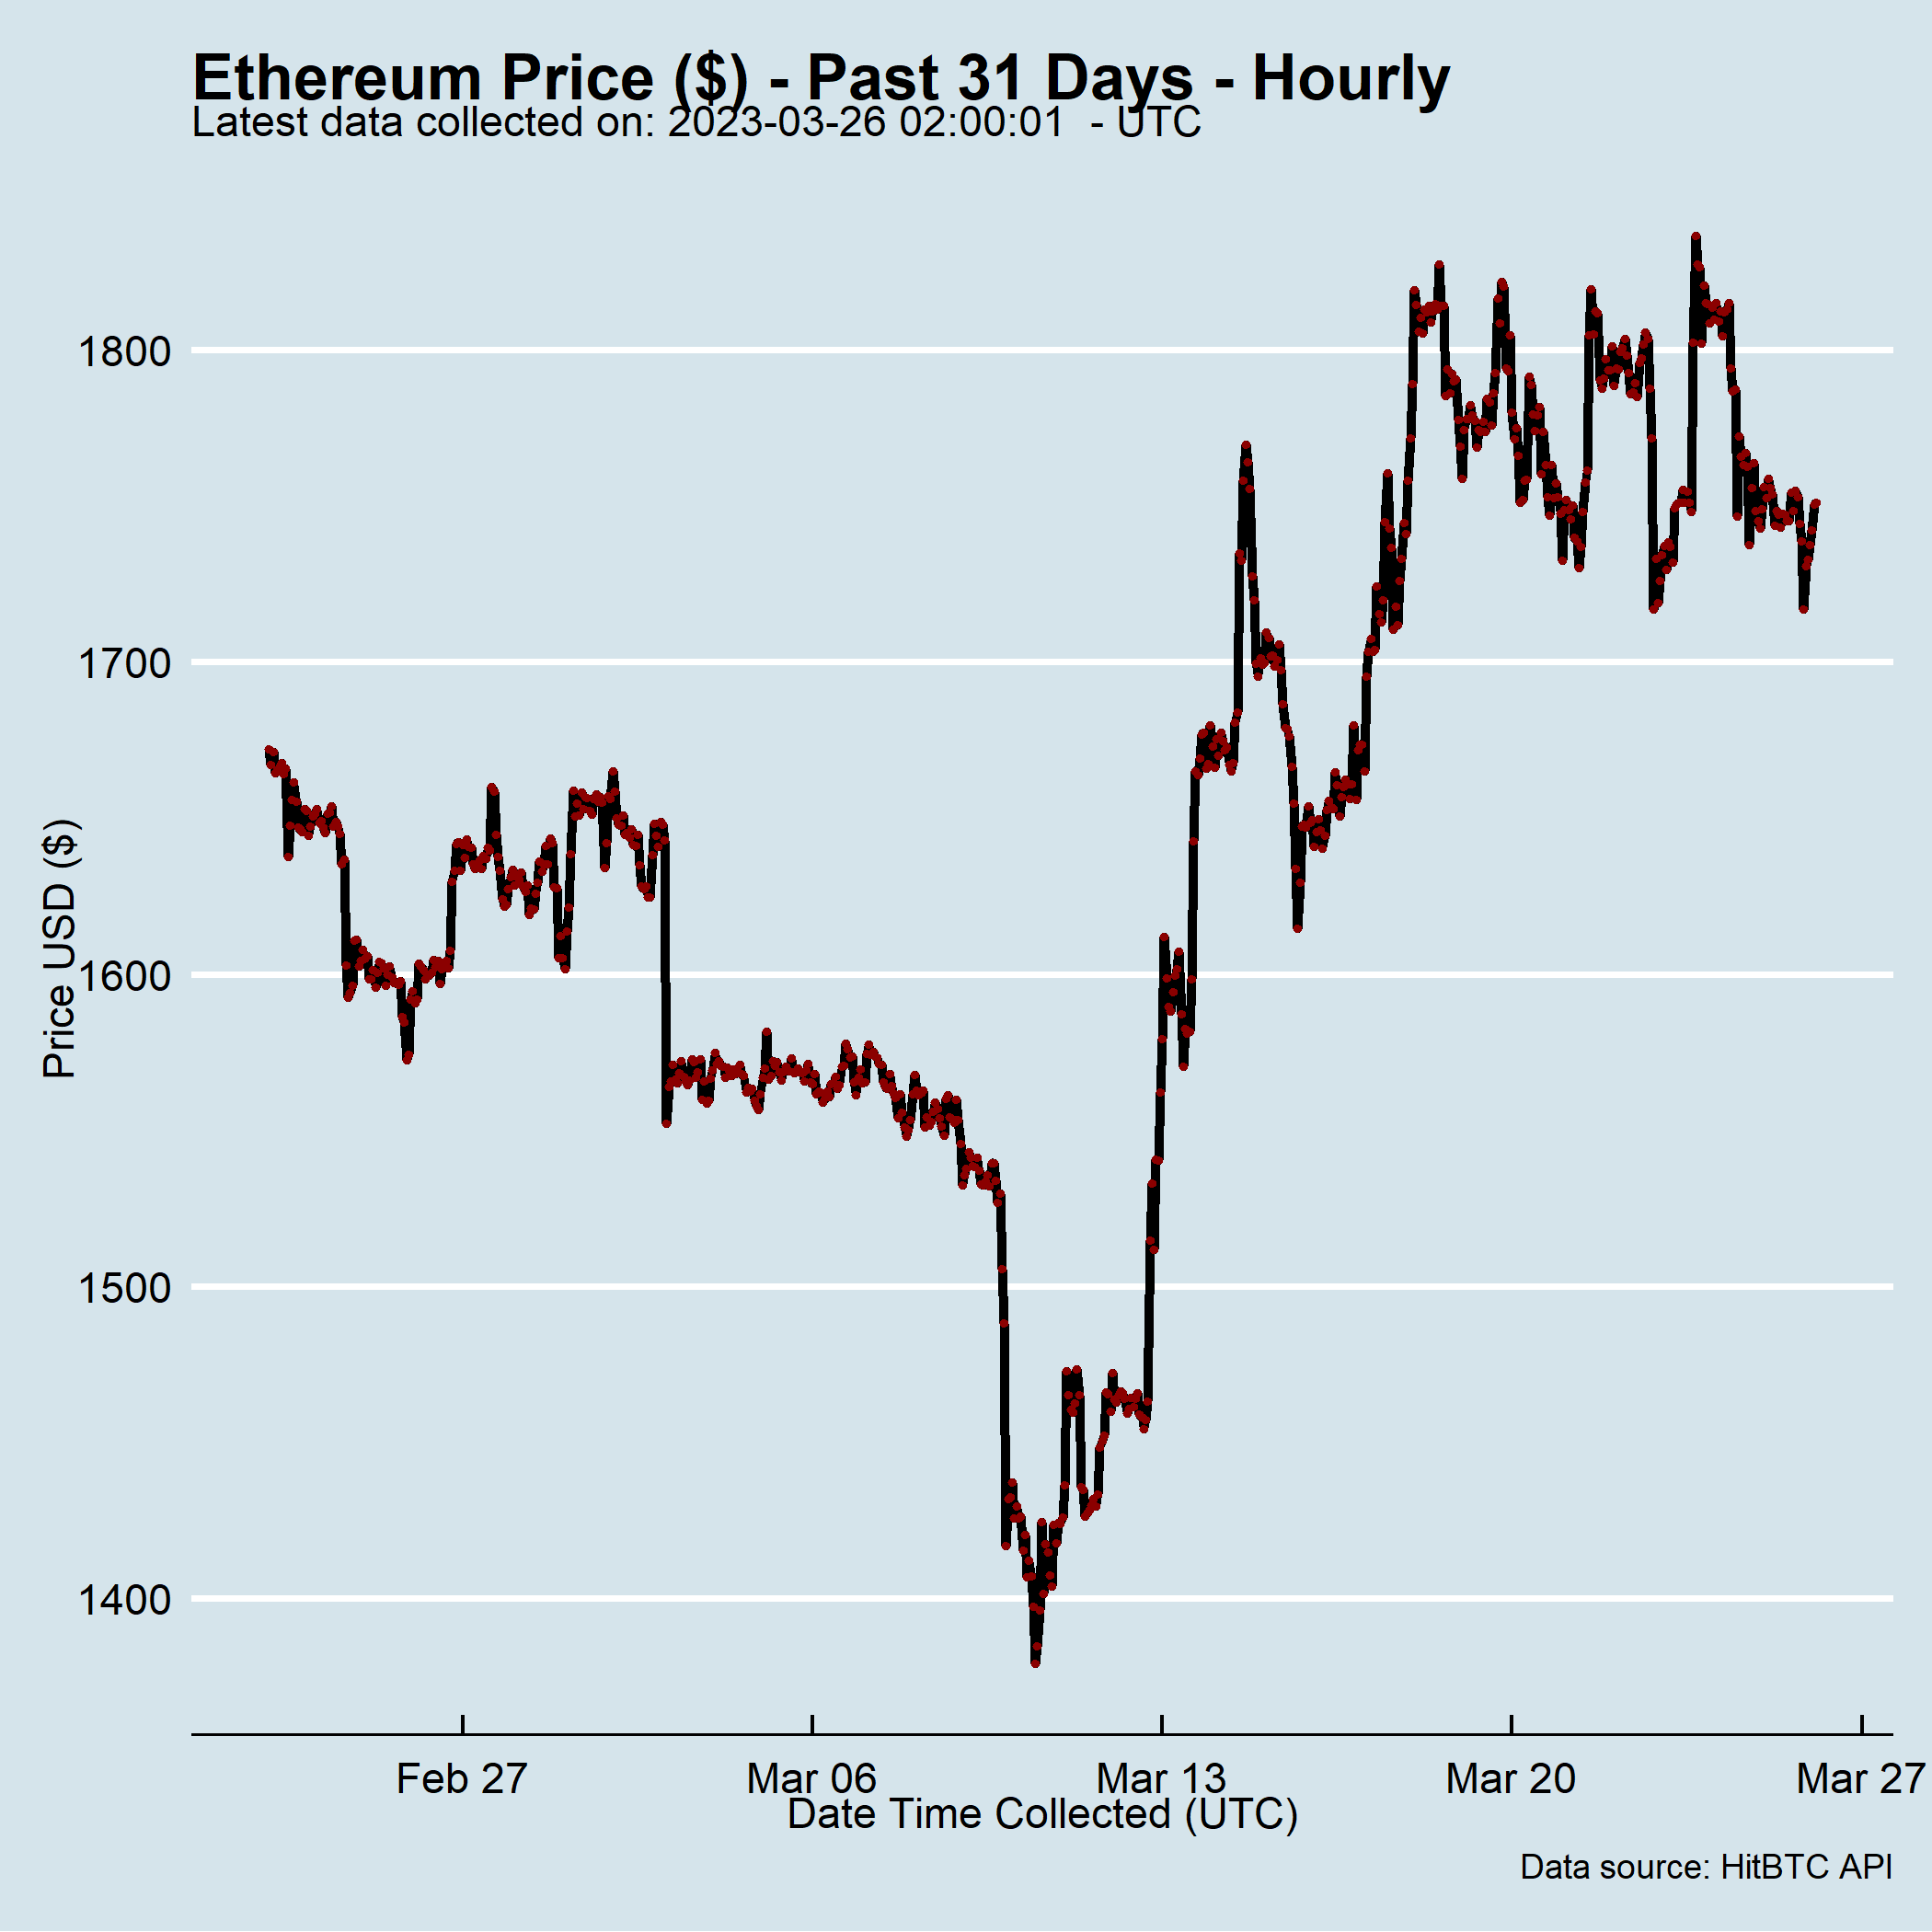 Ethereum Price ($) - Past 31 Days - Hourly
Latest data collected on: 2023-03-26 02:00:01  - UTC
Price USD ($)
1800
1700
1600
1500
1400
Feb 27
Mar 06
Mar 13
Mar 20
Mar 27
Date Time Collected (UTC)
Data source: HitBTC API